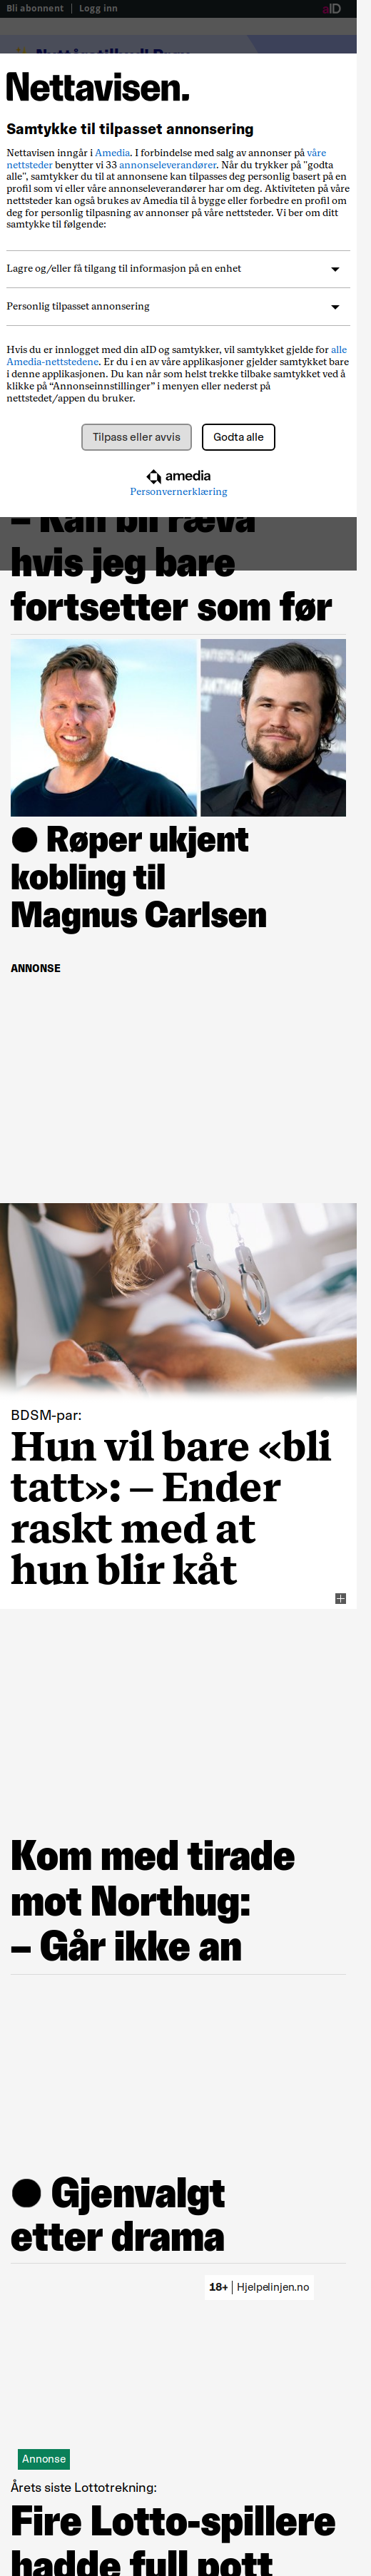 Bli abonnent | Logg inn
aID
Nettavisen.
Samtykke til tilpasset annonsering
Nettavisen inngår i Amedia. I forbindelse med salg av annonser på våre
nettsteder benytter vi 33 annonseleverandører. Når du trykker på "godta
alle", samtykker du til at annonsene kan tilpasses deg personlig basert på en
profil som vi eller våre annonseleverandører har om deg. Aktiviteten på våre
nettsteder kan også brukes av Amedia til å bygge eller forbedre en profil om
deg for personlig tilpasning av annonser på våre nettsteder. Vi ber om ditt
samtykke til følgende:
Lagre og/eller få tilgang til informasjon på en enhet
Personlig tilpasset annonsering
Hvis du er innlogget med din aID og samtykker, vil samtykket gjelde for alle
Amedia-nettstedene. Er du i en av våre applikasjoner gjelder samtykket bare
i denne applikasjonen. Du kan når som helst trekke tilbake samtykket ved å
klikke på “Annonseinnstillinger” i menyen eller nederst på
nettstedet/appen du bruker.
Tilpass eller avvis
Godta alle
amedia
Personvernerklæring
– Kan bli ræva
hvis jeg bare
fortsetter som før
● Røper ukjent
kobling til
Magnus Carlsen
ANNONSE
BDSM-par:
Hun vil bare «bli
tatt»: – Ender
raskt med at
hun blir kåt
Kom med tirade
mot Northug:
– Går ikke an
● Gjenvalgt
etter drama
18+ | Hjelpelinjen.no
Annonse
Årets siste Lottotrekning:
Fire Lotto-spillere
hadde full pott